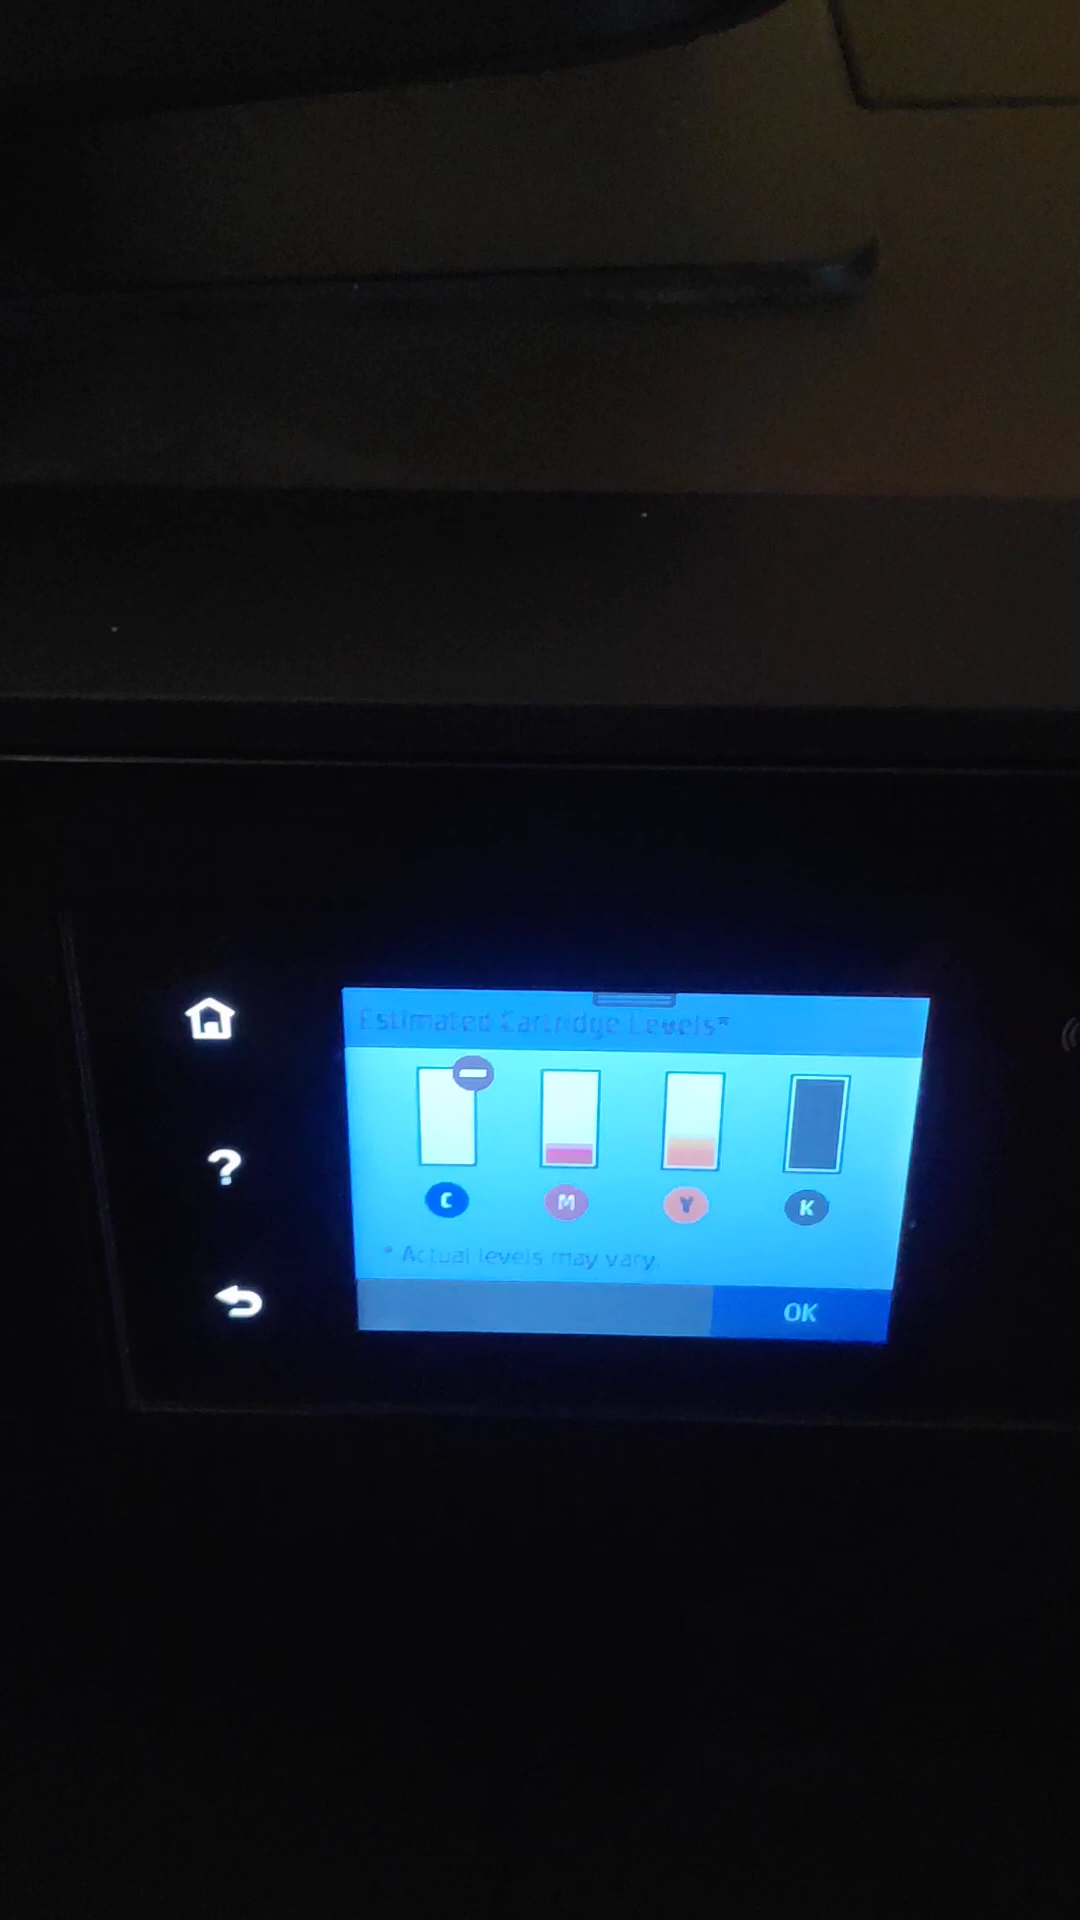 Estimated Cartridge Levels*
C M Y K
* Actual levels may vary.
OK
?